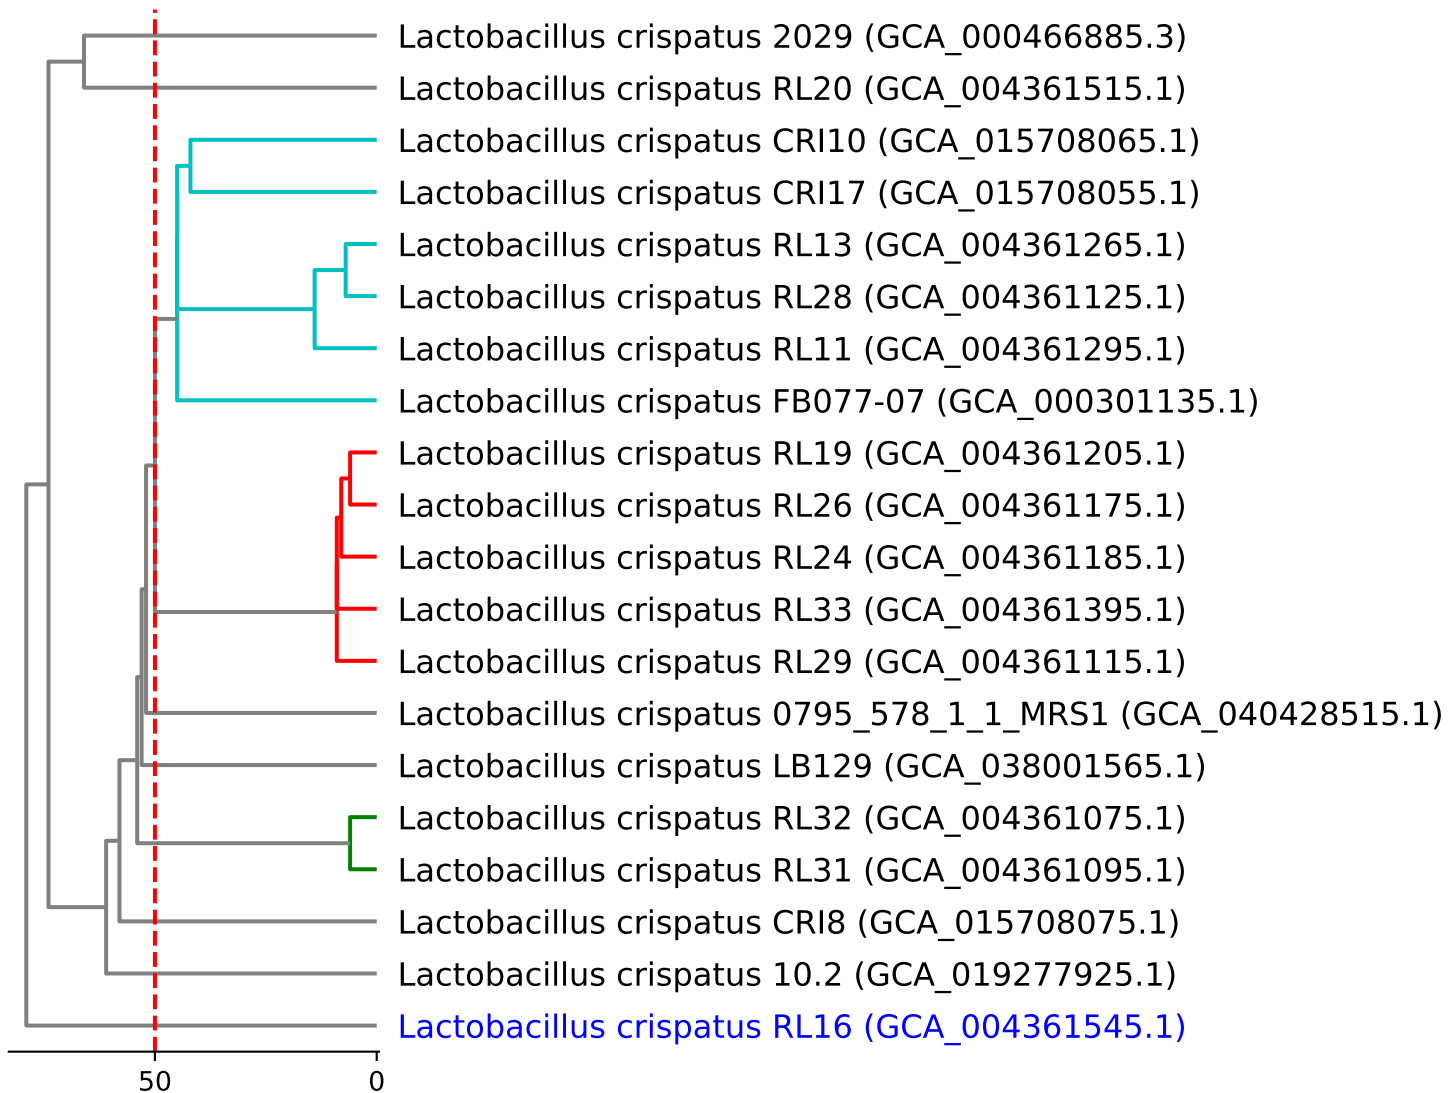 Lactobacillus crispatus 2029 (GCA_000466885.3)
Lactobacillus crispatus RL20 (GCA_004361515.1)
Lactobacillus crispatus CRI10 (GCA_015708065.1)
Lactobacillus crispatus CRI17 (GCA_015708055.1)
Lactobacillus crispatus RL13 (GCA_004361265.1)
Lactobacillus crispatus RL28 (GCA_004361125.1)
Lactobacillus crispatus RL11 (GCA_004361295.1)
Lactobacillus crispatus FB077-07 (GCA_000301135.1)
Lactobacillus crispatus RL19 (GCA_004361205.1)
Lactobacillus crispatus RL26 (GCA_004361175.1)
Lactobacillus crispatus RL24 (GCA_004361185.1)
Lactobacillus crispatus RL33 (GCA_004361395.1)
Lactobacillus crispatus RL29 (GCA_004361115.1)
Lactobacillus crispatus 0795_578_1_1_MRS1 (GCA_040428515.1)
Lactobacillus crispatus LB129 (GCA_038001565.1)
Lactobacillus crispatus RL32 (GCA_004361075.1)
Lactobacillus crispatus RL31 (GCA_004361095.1)
Lactobacillus crispatus CRI8 (GCA_015708075.1)
Lactobacillus crispatus 10.2 (GCA_019277925.1)
Lactobacillus crispatus RL16 (GCA_004361545.1)
50 0